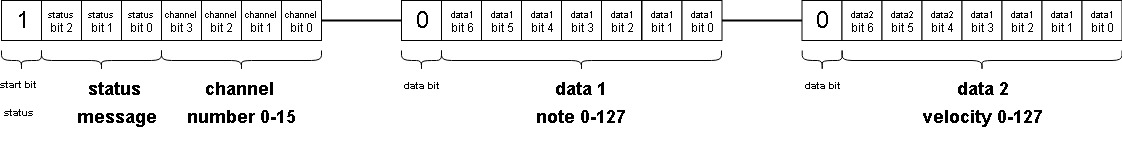 1 status bit 2 status bit 1 status bit 0 channel bit 3 channel bit 2 channel bit 1 channel bit 0
0 data1 bit 6 data1 bit 5 data1 bit 4 data1 bit 3 data1 bit 2 data1 bit 1 data1 bit 0
0 data2 bit 6 data2 bit 5 data2 bit 4 data1 bit 3 data1 bit 2 data1 bit 1 data1 bit 0
start bit
status
status
message
channel
number 0-15
data bit
data 1
note 0-127
data bit
data 2
velocity 0-127